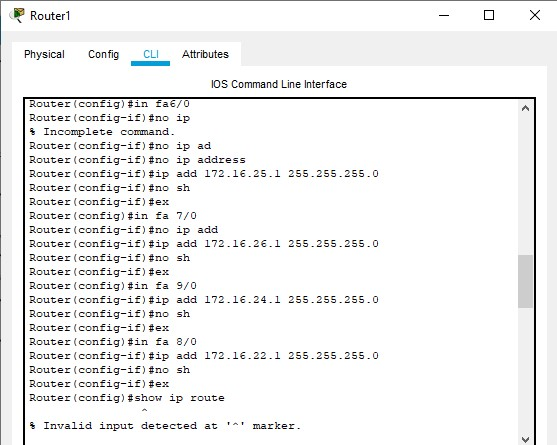 Router1
Physical Config CLI Attributes
IOS Command Line Interface
Router(config)#in fa6/0
Router(config-if)#no ip
% Incomplete command.
Router(config-if)#no ip ad
Router(config-if)#no ip address
Router(config-if)#ip add 172.16.25.1 255.255.255.0
Router(config-if)#no sh
Router(config-if)#ex
Router(config)#in fa 7/0
Router(config-if)#no ip add
Router(config-if)#ip add 172.16.26.1 255.255.255.0
Router(config-if)#no sh
Router(config-if)#ex
Router(config)#in fa 9/0
Router(config-if)#ip add 172.16.24.1 255.255.255.0
Router(config-if)#no sh
Router(config-if)#ex
Router(config)#in fa 8/0
Router(config-if)#ip add 172.16.22.1 255.255.255.0
Router(config-if)#no sh
Router(config-if)#ex
Router(config)#show ip route
^
% Invalid input detected at '^' marker.